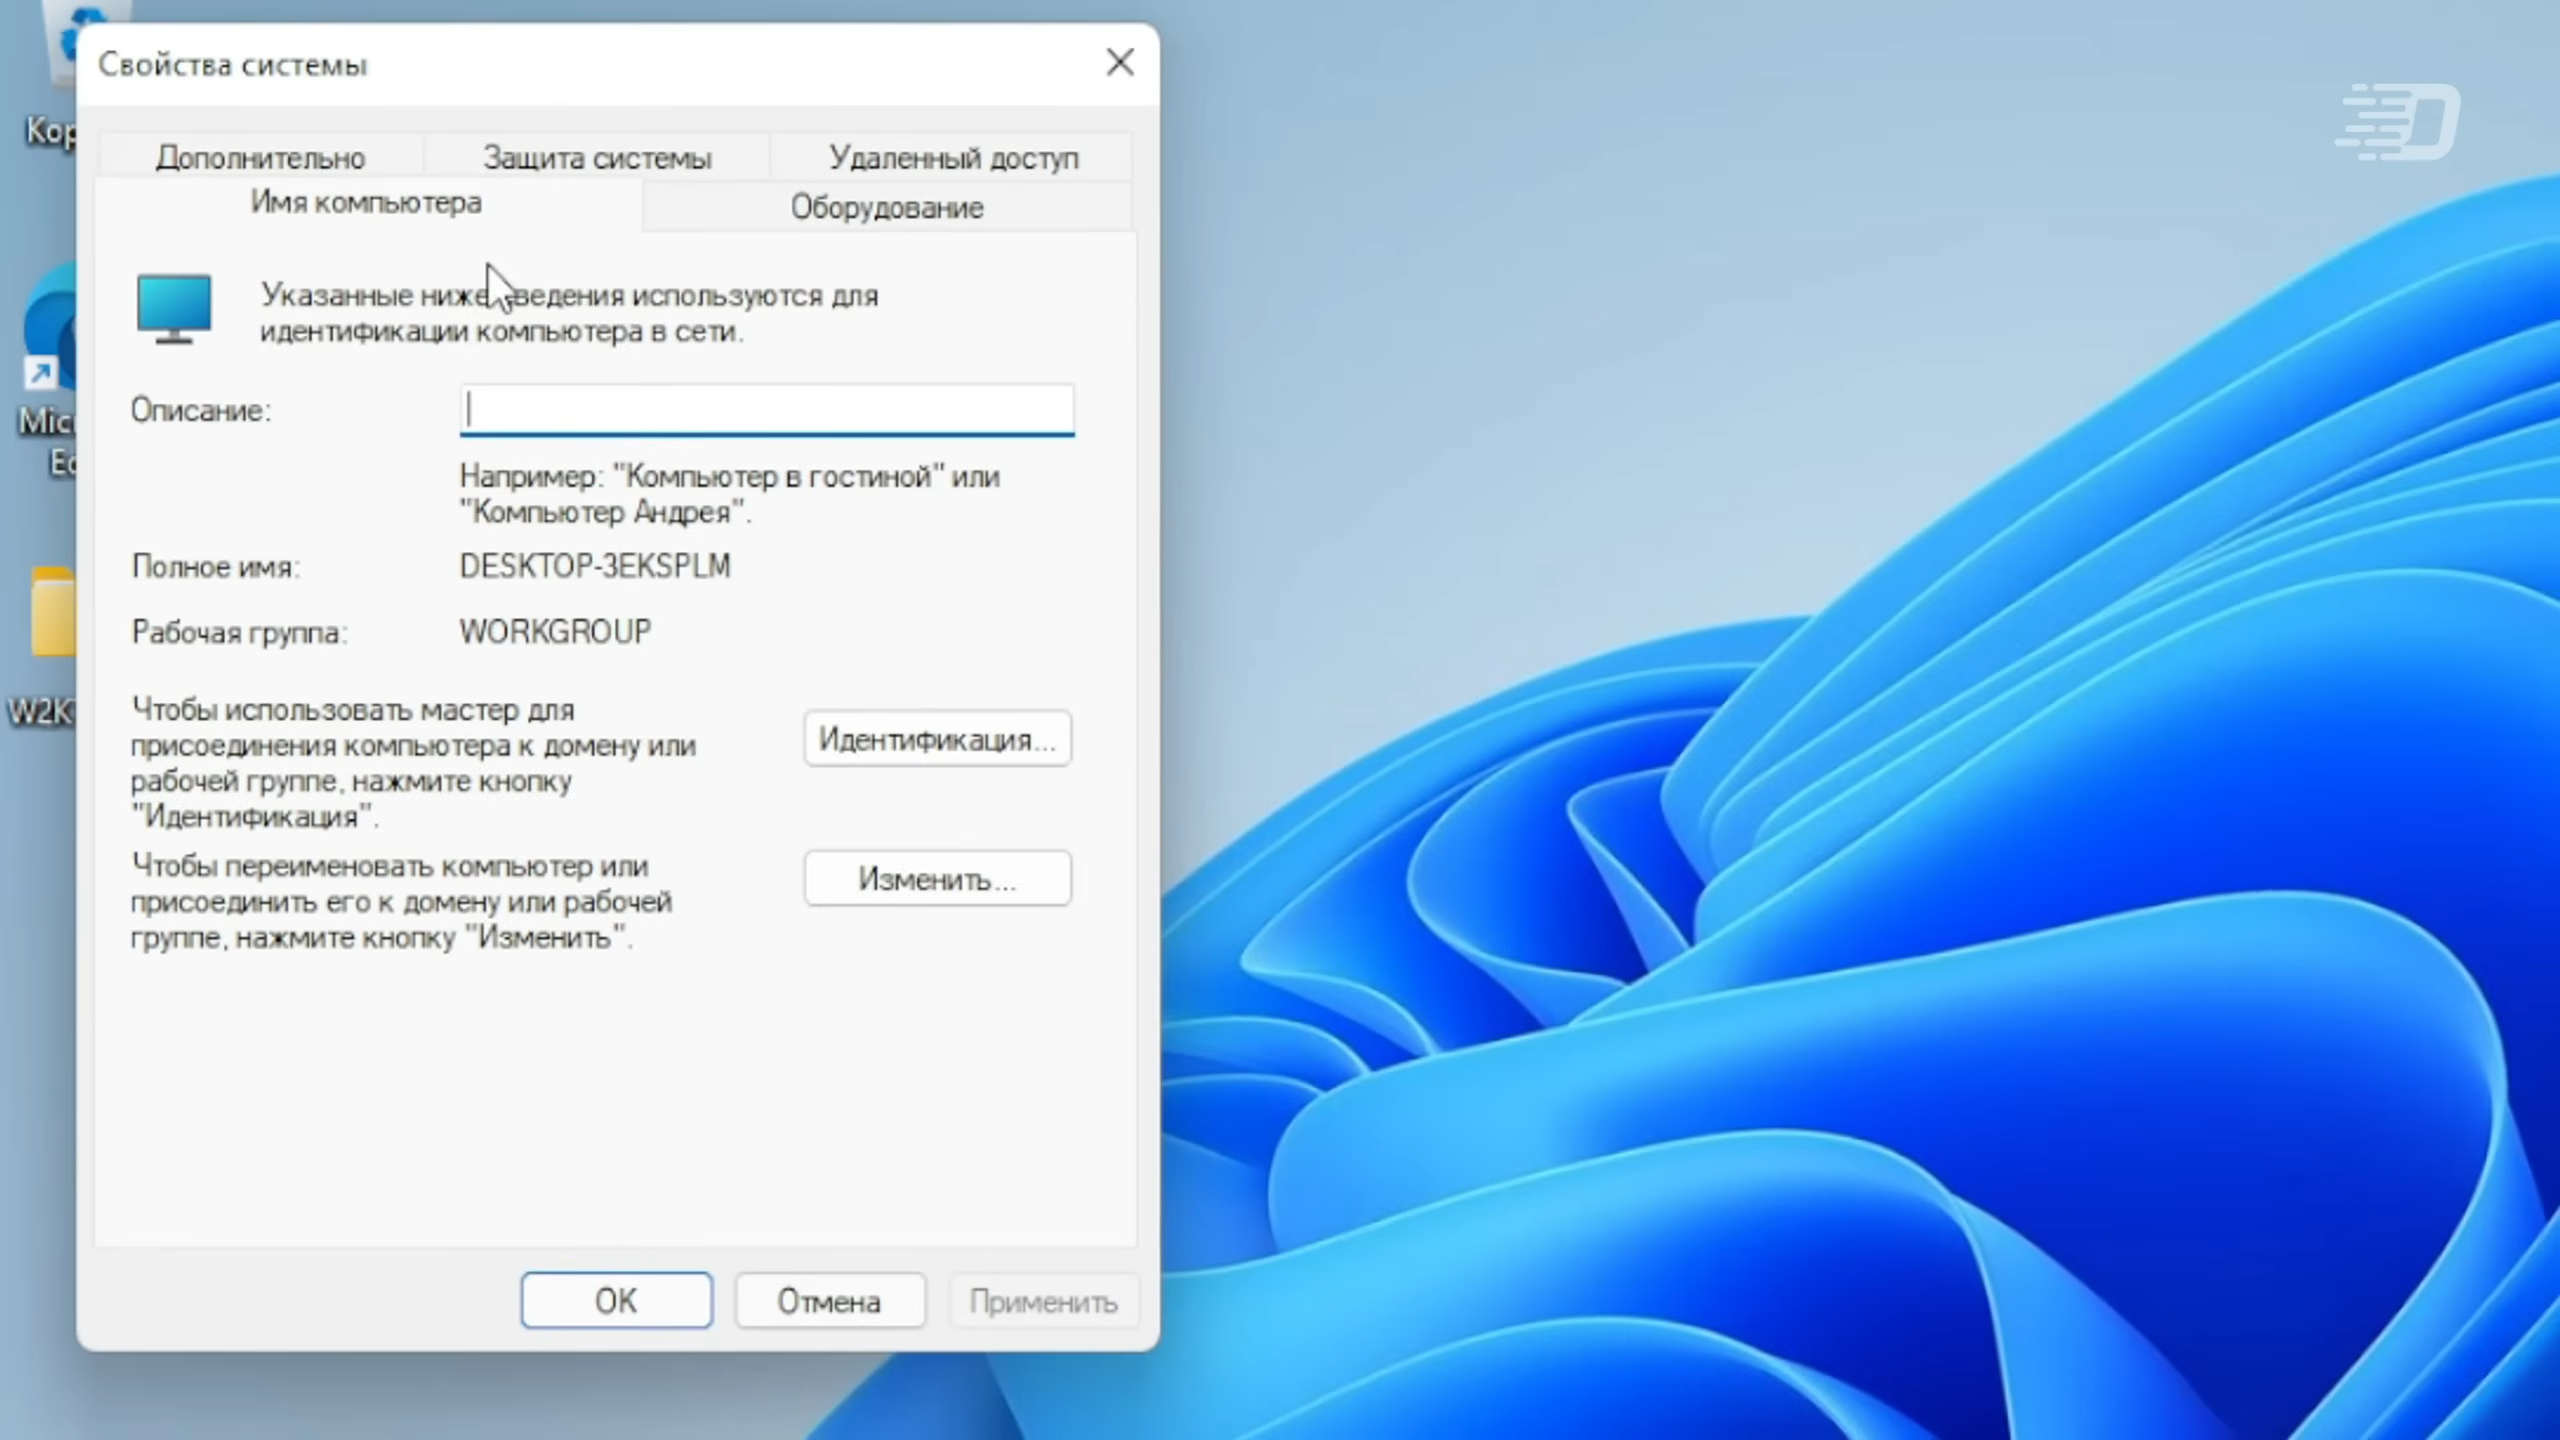 Свойства системы
Дополнительно
Защита системы
Удаленный доступ
Имя компьютера
Оборудование
Указанные ниже ведения используются для
идентификации компьютера в сети.
Описание:
Например: "Компьютер в гостиной" или
"Компьютер Андрея".
Полное имя:
DESKTOP-3EKSPLM
Рабочая группа:
WORKGROUP
Чтобы использовать мастер для
присоединения компьютера к домену или
рабочей группе, нажмите кнопку
"Идентификация".
Идентификация...
Чтобы переименовать компьютер или
присоединить его к домену или рабочей
группе, нажмите кнопку "Изменить".
Изменить...
OK
Отмена
Применить
Кор
Mic
Ed
W2K
D